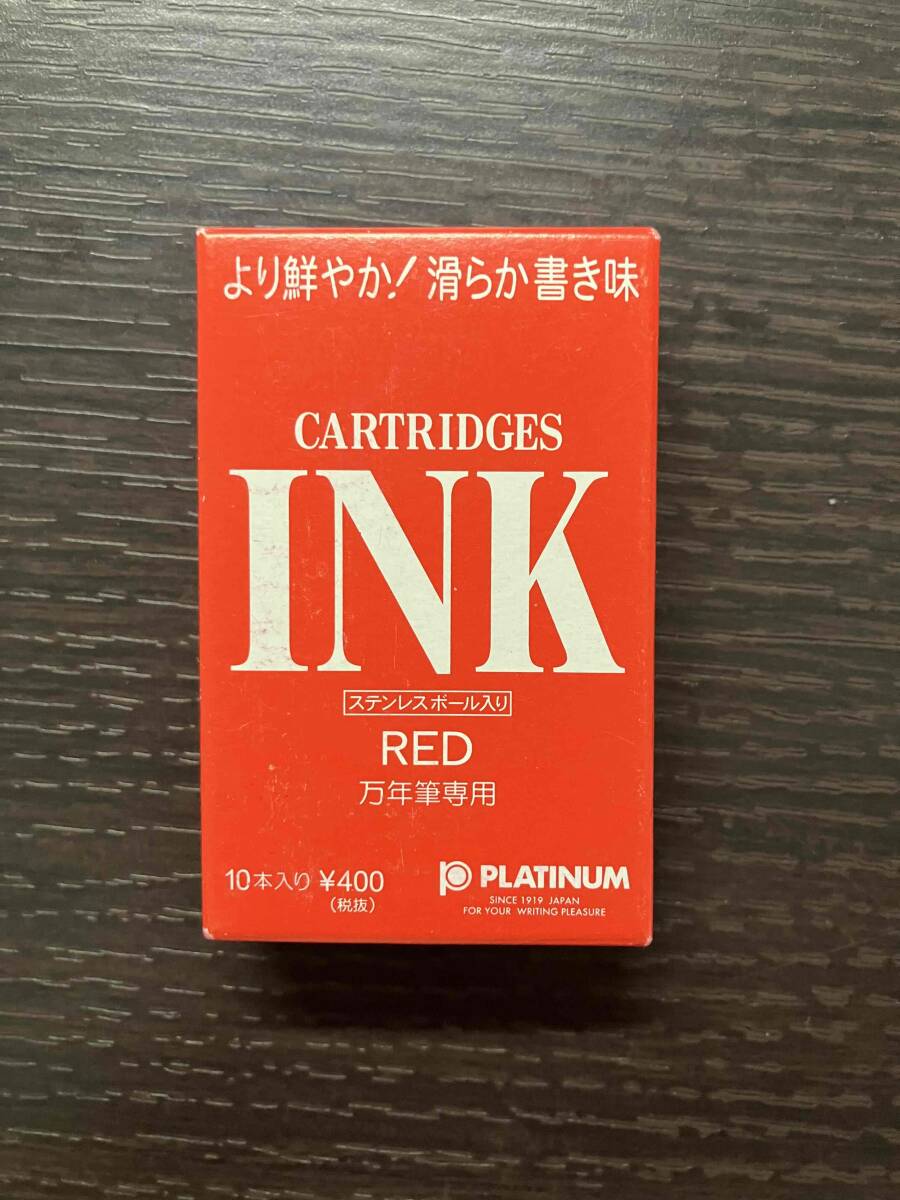 より鮮やか! 滑らか書き味
CARTRIDGES
INK
ステンレスボール入り
RED
万年筆専用
10本入り ¥400
(税抜)
PLATINUM
SINCE 1919 JAPAN
FOR YOUR WRITING PLEASURE